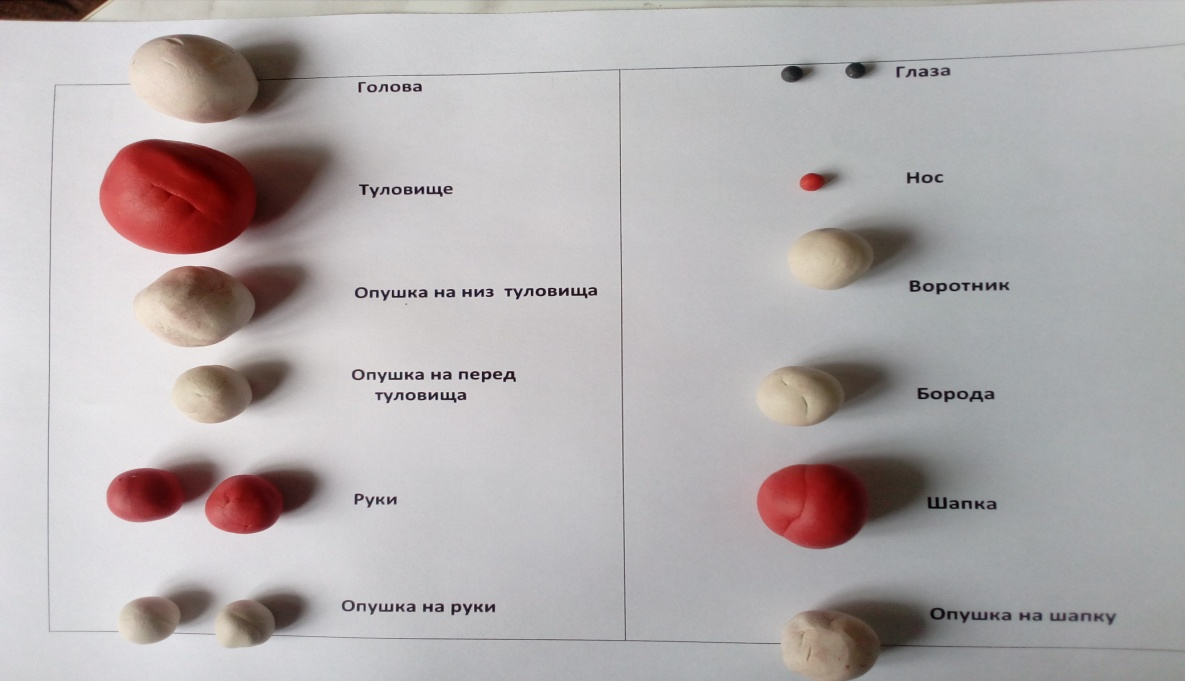 Голова
Туловище
Опушка на низ туловища
Опушка на перед
туловища
Руки
Опушка на руки
Глаза
Нос
Воротник
Борода
Шапка
Опушка на шапку